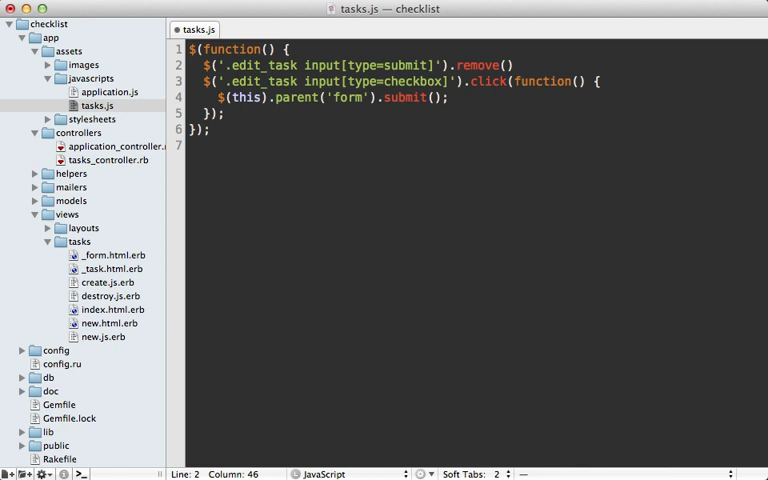 tasks.js — checklist
checklist
app
assets
images
javascripts
application.js
tasks.js
stylesheets
controllers
application_controller.r
tasks_controller.rb
helpers
mailers
models
views
layouts
tasks
_form.html.erb
_task.html.erb
create.js.erb
destroy.js.erb
index.html.erb
new.html.erb
new.js.erb
config
config.ru
db
doc
Gemfile
Gemfile.lock
lib
public
Rakefile
tasks.js
1 $(function() {
2 $('.edit_task input[type=submit]').remove()
3 $('.edit_task input[type=checkbox]').click(function() {
4 $(this).parent('form').submit();
5 });
6 });
7
Line: 2 Column: 46 JavaScript Soft Tabs: 2 —